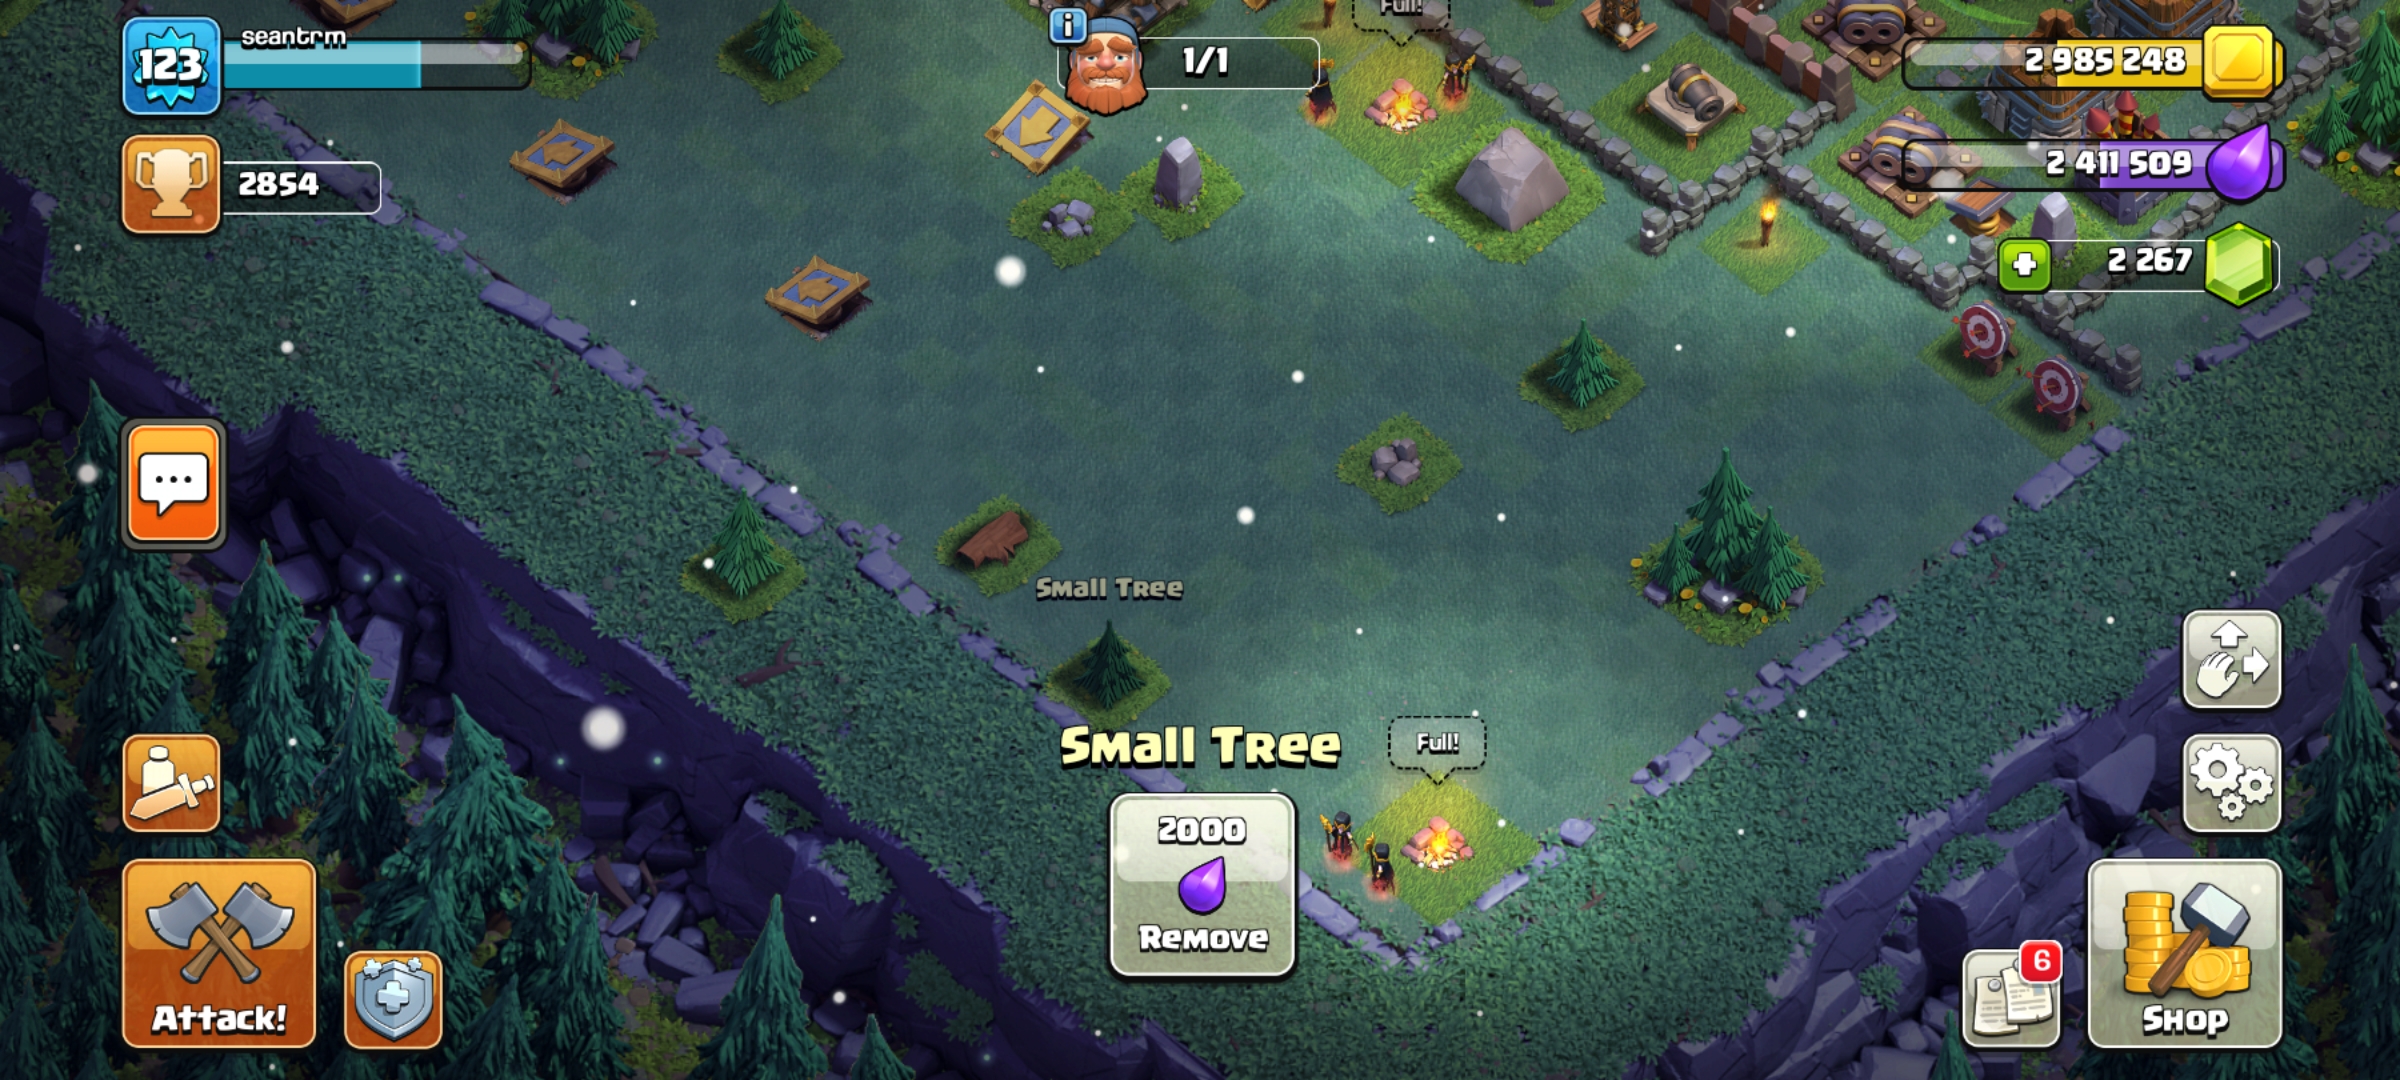 123
seantrm
i
1/1
Full!
2 985 248
2854
2 411 509
2 267
Small Tree
Small Tree
Full!
2000
Remove
Attack!
6
Shop